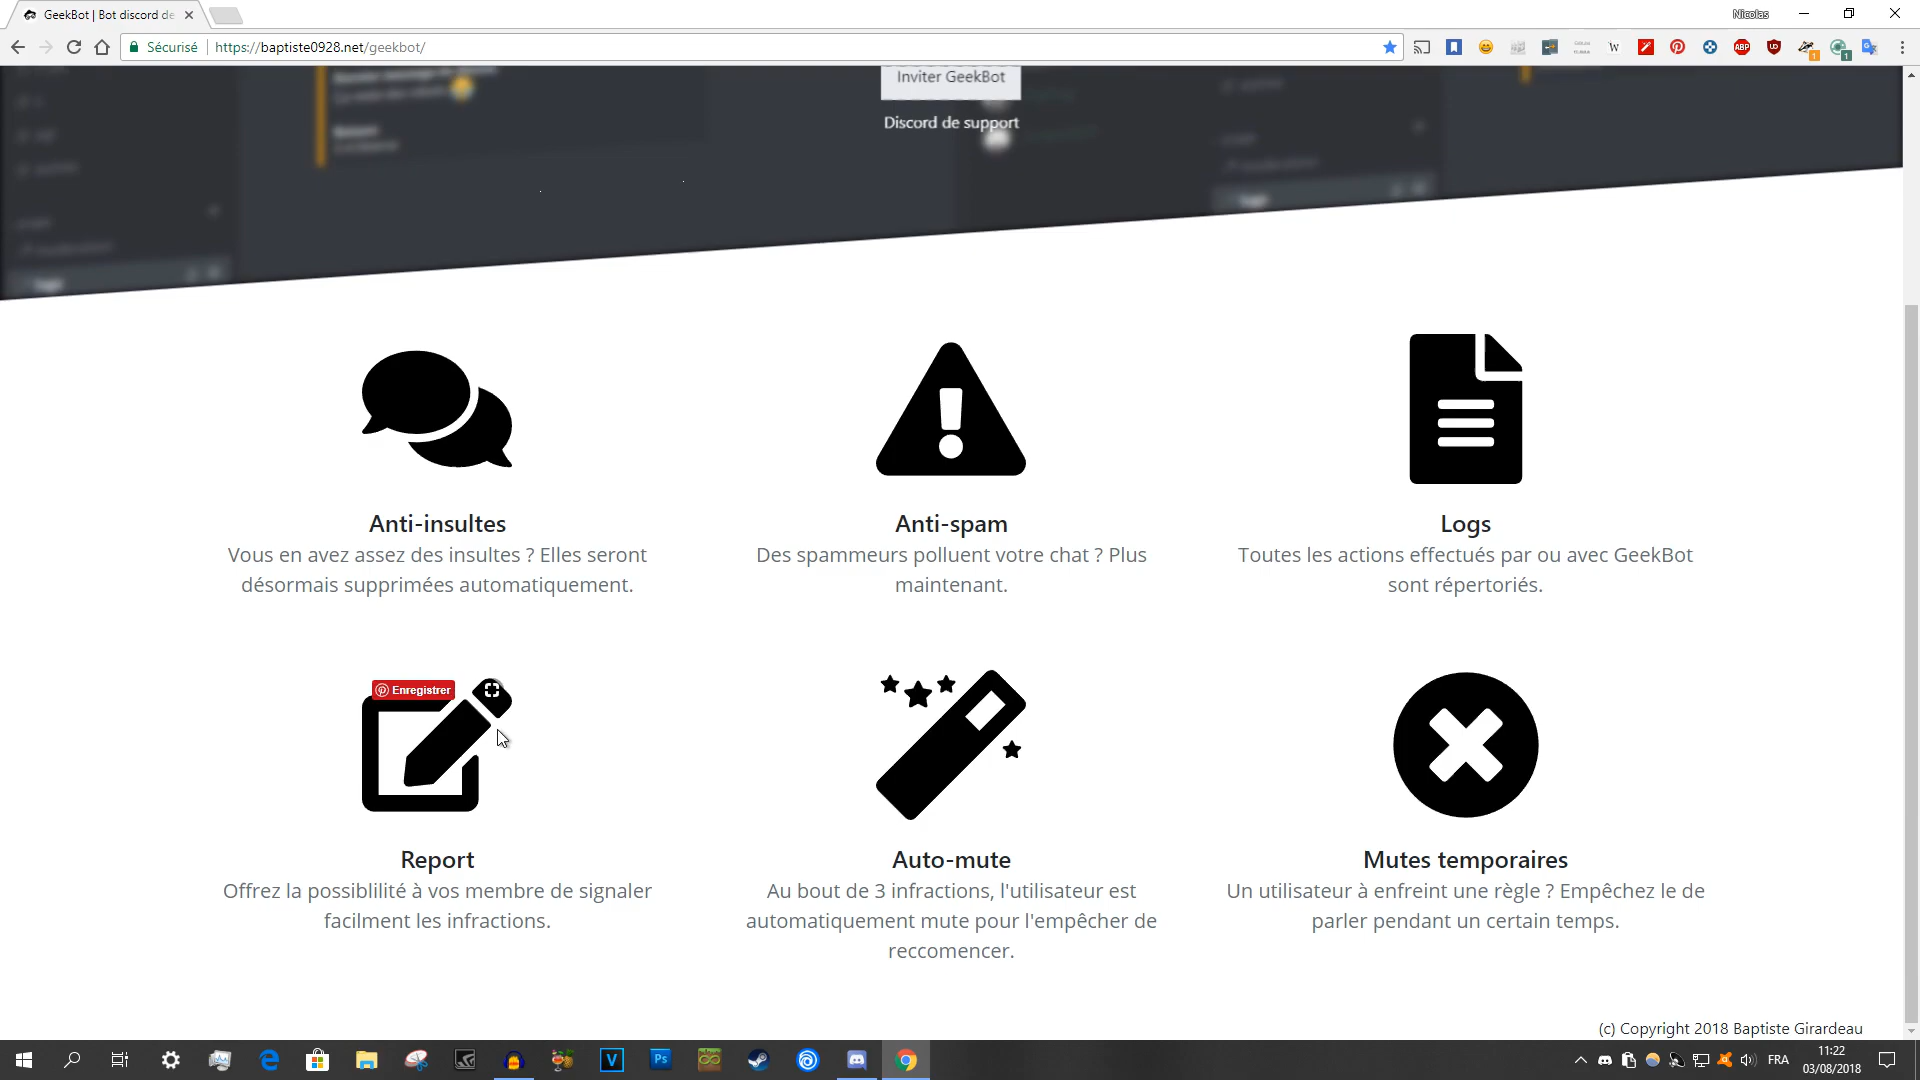 GeekBot | Bot discord de
Nicolas
Sécurisé
https://baptiste0928.net/geekbot/
Inviter GeekBot
Discord de support
Anti-insultes
Vous en avez assez des insultes ? Elles seront
désormais supprimées automatiquement.
Anti-spam
Des spammeurs polluent votre chat ? Plus
maintenant.
Logs
Toutes les actions effectués par ou avec GeekBot
sont répertoriés.
Enregistrer
Report
Offrez la possiblilité à vos membre de signaler
facilment les infractions.
Auto-mute
Au bout de 3 infractions, l'utilisateur est
automatiquement mute pour l'empêcher de
reccomencer.
Mutes temporaires
Un utilisateur à enfreint une règle ? Empêchez le de
parler pendant un certain temps.
(c) Copyright 2018 Baptiste Girardeau
FRA
11:22
03/08/2018